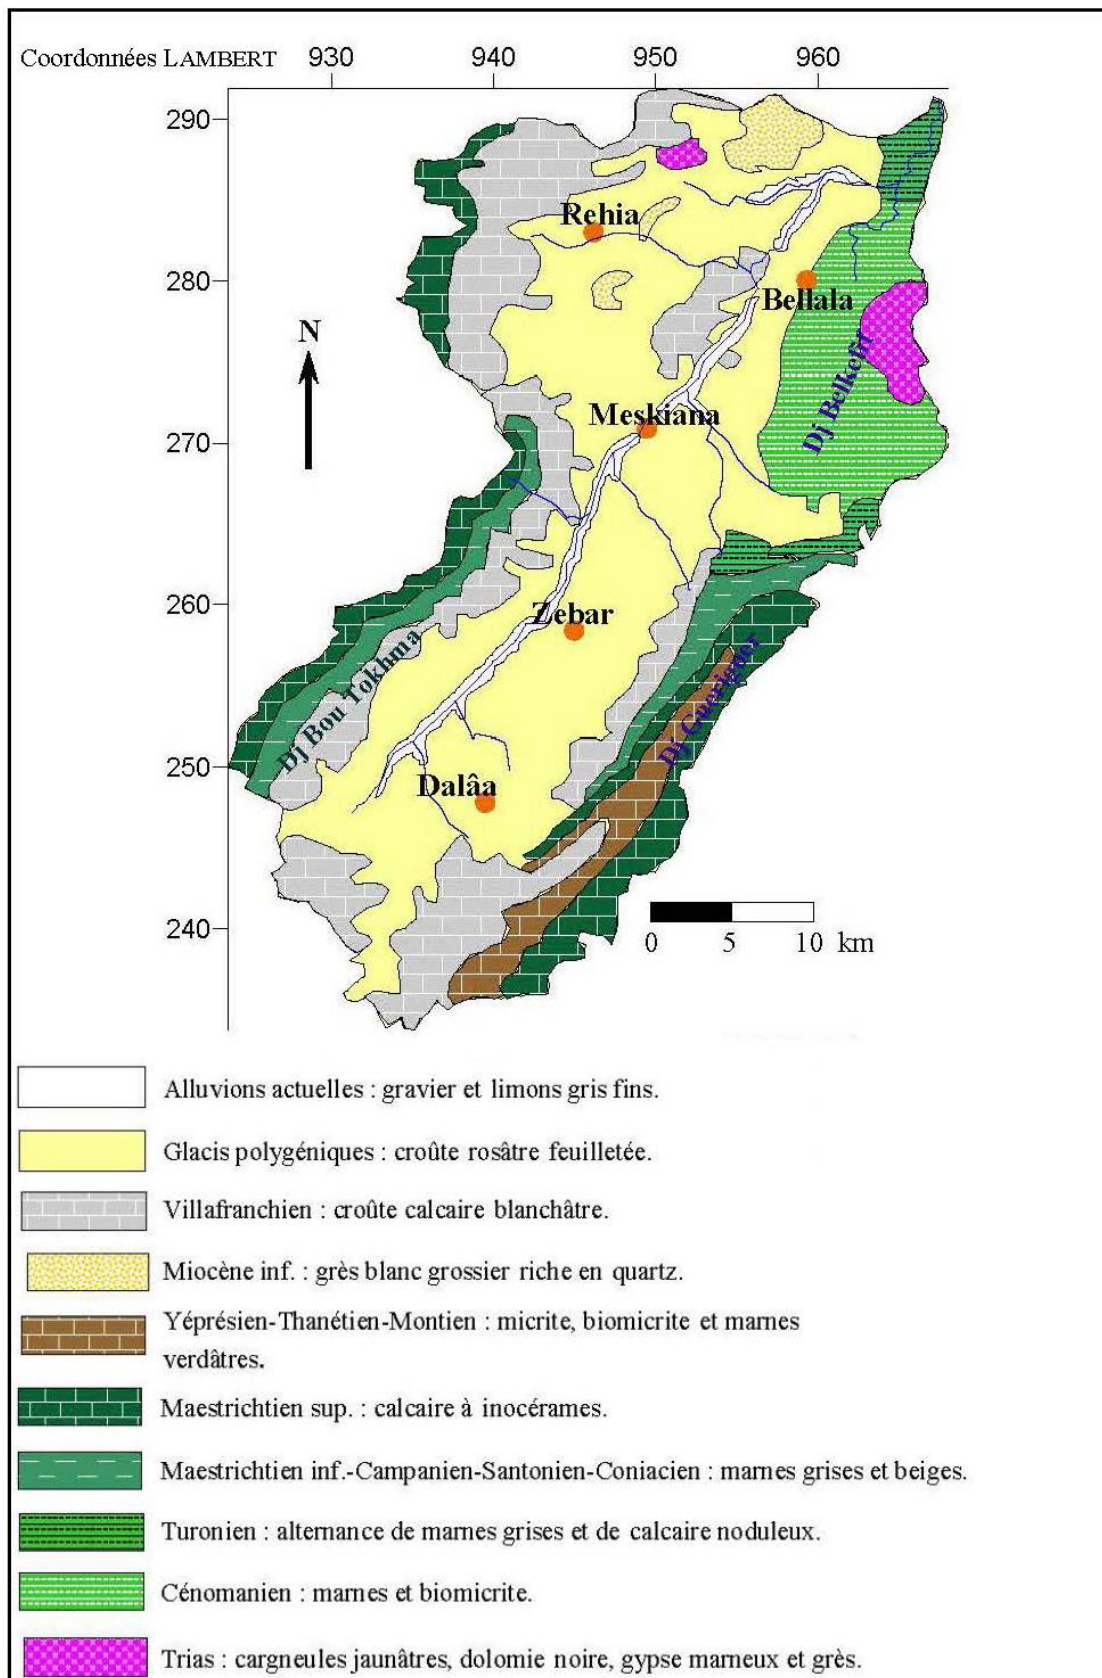 Coordonnées LAMBERT 930 940 950 960
290
Rehia
280
Bellala
N
Dj Belkefif
Meskiana
270
260
Zebar
Dj Bou Tokhma
Dj Gueriguer
250
Dalâa
240
0 5 10 km
Alluvions actuelles : gravier et limons gris fins.
Glacis polygéniques : croûte rosâtre feuilletée.
Villafranchien : croûte calcaire blanchâtre.
Miocène inf. : grès blanc grossier riche en quartz.
Yéprésien-Thanétien-Montien : micrite, biomicrite et marnes
verdâtres.
Maestrichtien sup. : calcaire à inocérames.
Maestrichtien inf.-Campanien-Santonien-Coniacien : marnes grises et beiges.
Turonien : alternance de marnes grises et de calcaire noduleux.
Cénomanien : marnes et biomicrite.
Trias : cargneules jaunâtres, dolomie noire, gypse marneux et grès.